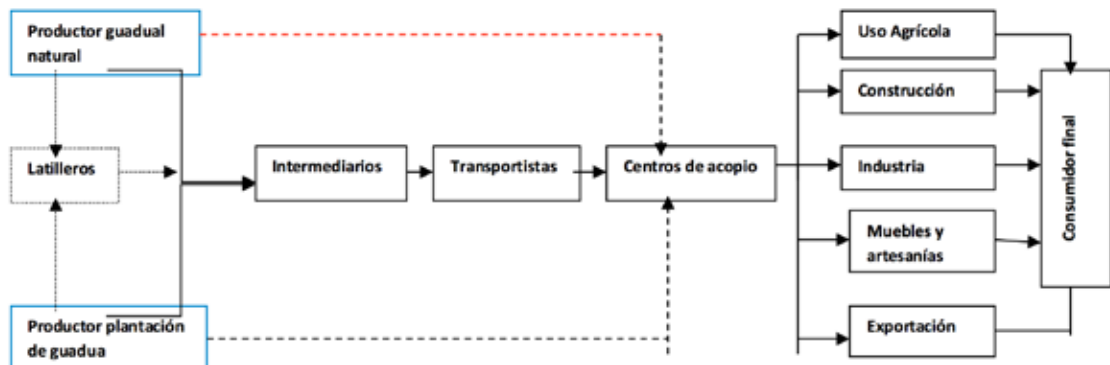 Productor guadual
natural
Latilleros
Productor plantación
de guadua
Intermediarios
Transportistas
Centros de acopio
Uso Agrícola
Construcción
Industria
Muebles y
artesanías
Exportación
Consumidor final